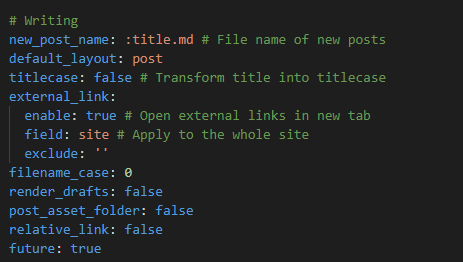 # Writing
new_post_name: :title.md # File name of new posts
default_layout: post
titlecase: false # Transform title into titlecase
external_link:
  enable: true # Open external links in new tab
  field: site # Apply to the whole site
  exclude: ''
filename_case: 0
render_drafts: false
post_asset_folder: false
relative_link: false
future: true